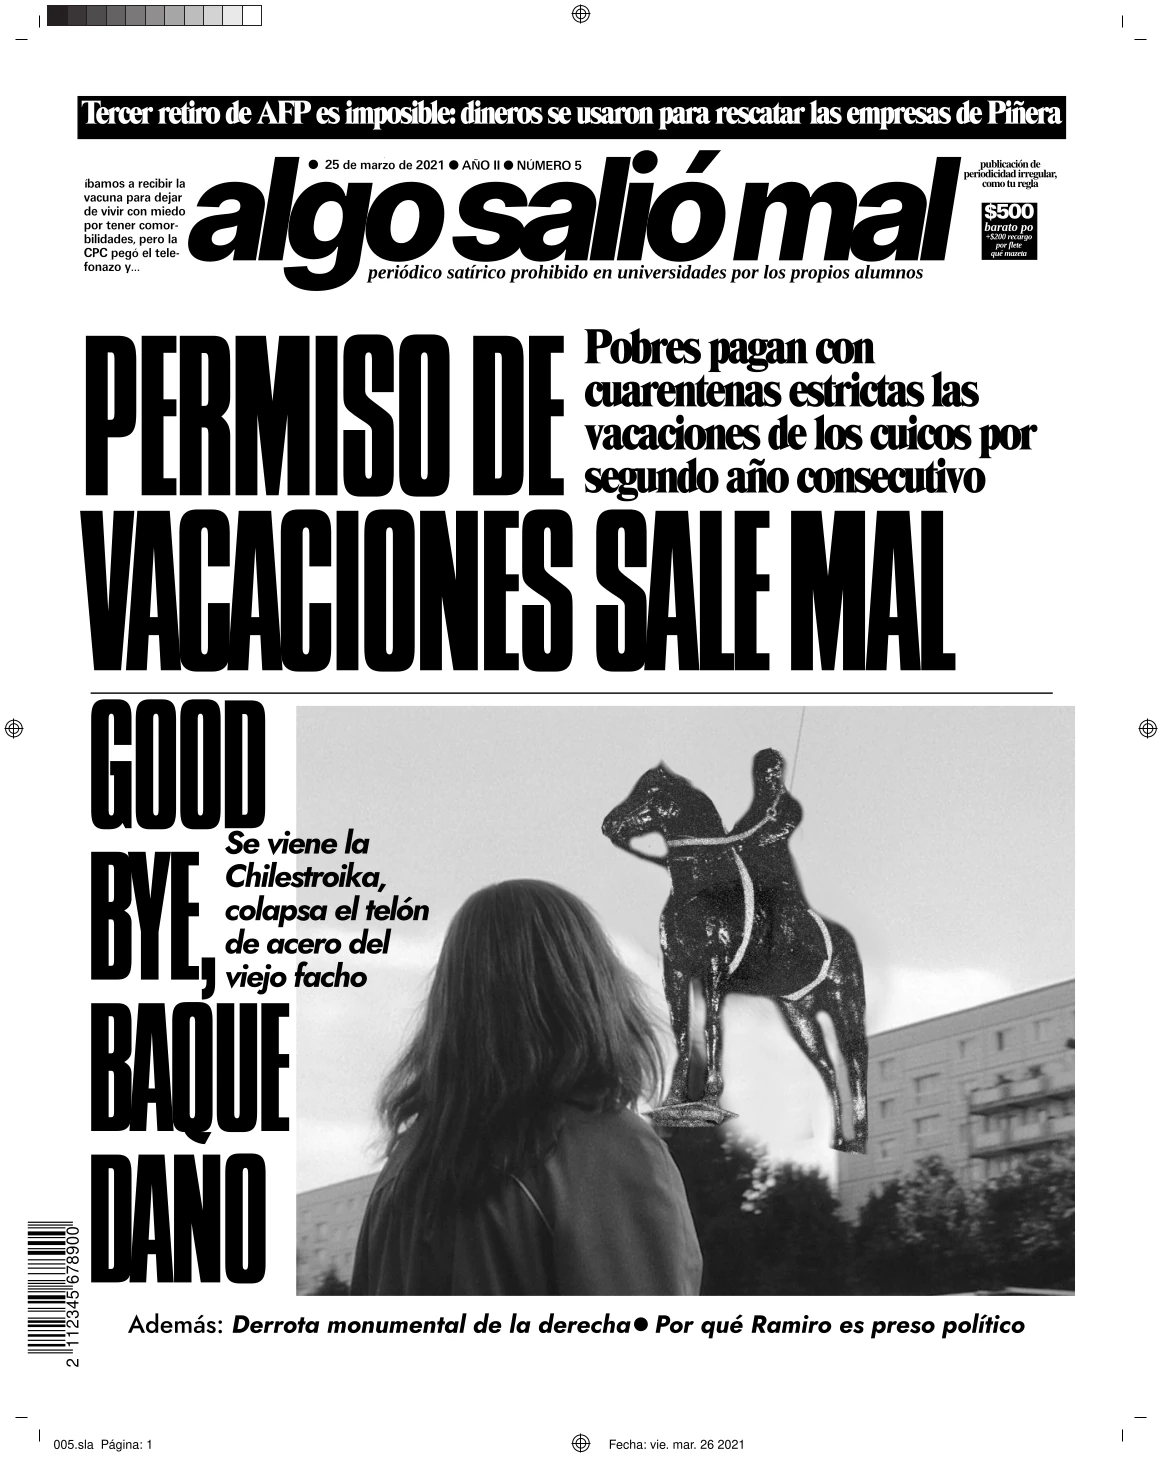 Tercer retiro de AFP es imposible: dineros se usaron para rescatar las empresas de Piñera
● 25 de marzo de 2021 ● AÑO II ● NÚMERO 5
íbamos a recibir la
vacuna para dejar
de vivir con miedo
por tener comor-
bilidades, pero la
CPC pegó el tele-
fonazo y...
algo salió mal
periódico satírico prohibido en universidades por los propios alumnos
publicación de
periodicidad irregular,
como tu regla
$500
barato po
+$200 recargo
por flete
qué mazeta
PERMISO DE
VACACIONES SALE MAL
Pobres pagan con
cuarentenas estrictas las
vacaciones de los cuicos por
segundo año consecutivo
GOOD
BYE,
BAQUE
DANO
Se viene la
Chilestroika,
colapsa el telón
de acero del
viejo facho
Además: Derrota monumental de la derecha ● Por qué Ramiro es preso político
2 112345 678900
005.sla Página: 1
Fecha: vie. mar. 26 2021